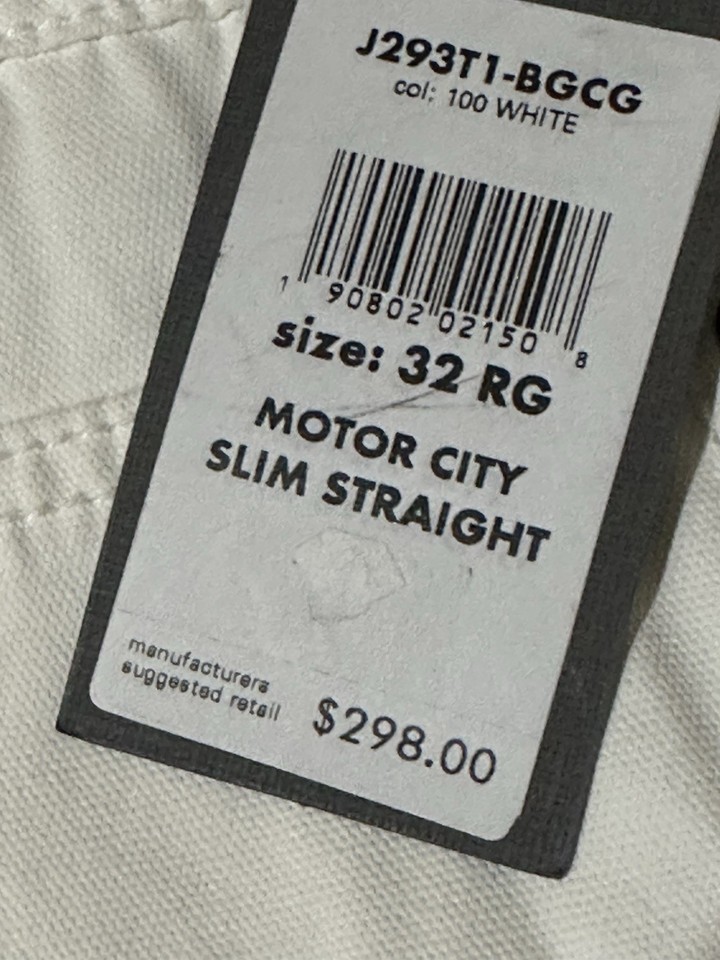 J293T1-BGCG
col: 100 WHITE
1 90802 02150 8
size: 32 RG
MOTOR CITY
SLIM STRAIGHT
manufacturers
suggested retail
$298.00